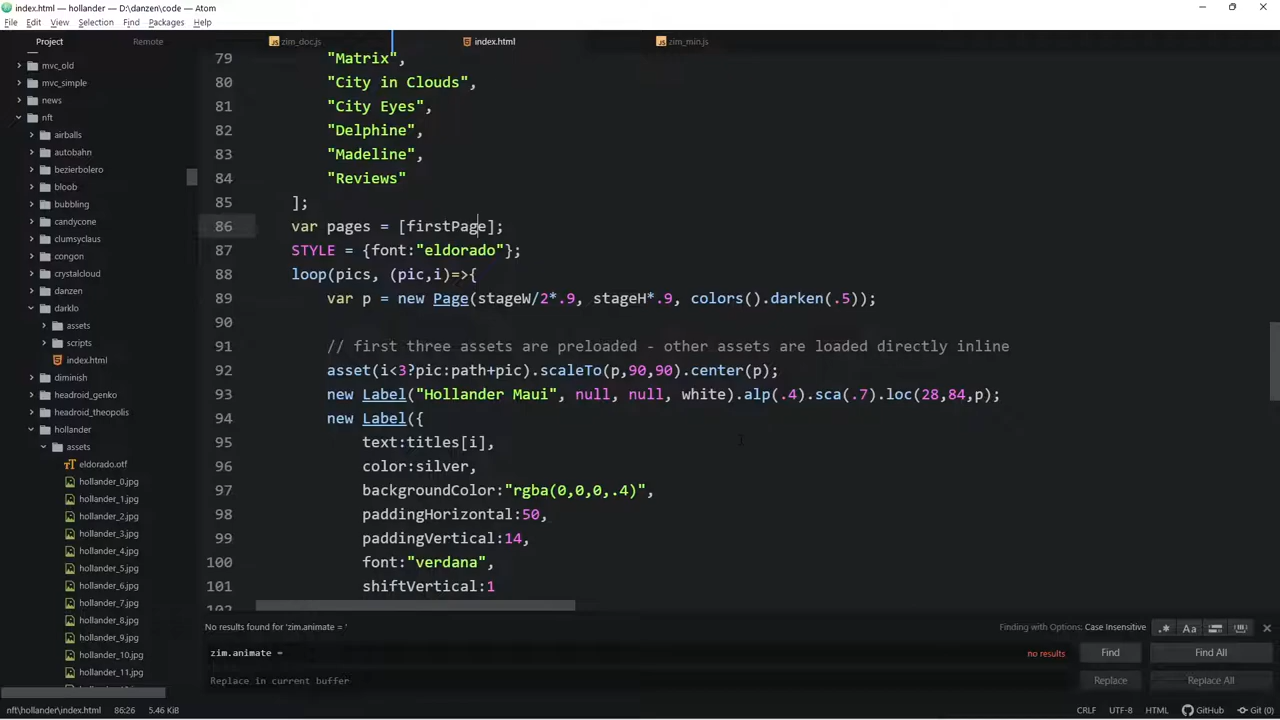 index.html — hollander — D:\danzen\code — Atom
File Edit View Selection Find Packages Help
Project Remote
zim_doc.js index.html zim_min.js
mvc_old
mvc_simple
news
nft
airballs
autobahn
bezierbolero
bloob
bubbling
candycone
clumsyclaus
congon
crystalcloud
danzen
darklo
assets
scripts
index.html
diminish
headroid_genko
headroid_theopolis
hollander
assets
eldorado.otf
hollander_0.jpg
hollander_1.jpg
hollander_2.jpg
hollander_3.jpg
hollander_4.jpg
hollander_5.jpg
hollander_6.jpg
hollander_7.jpg
hollander_8.jpg
hollander_9.jpg
hollander_10.jpg
hollander_11.jpg
79 "Matrix",
80 "City in Clouds",
81 "City Eyes",
82 "Delphine",
83 "Madeline",
84 "Reviews"
85 ];
86 var pages = [firstPage];
87 STYLE = {font:"eldorado"};
88 loop(pics, (pic,i)=>{
89 var p = new Page(stageW/2*.9, stageH*.9, colors().darken(.5));
90
91 // first three assets are preloaded - other assets are loaded directly inline
92 asset(i<3?pic:path+pic).scaleTo(p,90,90).center(p);
93 new Label("Hollander Maui", null, null, white).alp(.4).sca(.7).loc(28,84,p);
94 new Label({
95 text:titles[i],
96 color:silver,
97 backgroundColor:"rgba(0,0,0,.4)",
98 paddingHorizontal:50,
99 paddingVertical:14,
100 font:"verdana",
101 shiftVertical:1
102
No results found for 'zim.animate = '
Finding with Options: Case Insensitive
.* Aa
zim.animate =
no results
Find Find All
Replace in current buffer
Replace Replace All
nft\hollander\index.html 86:26 5.46 KiB
CRLF UTF-8 HTML GitHub Git (0)